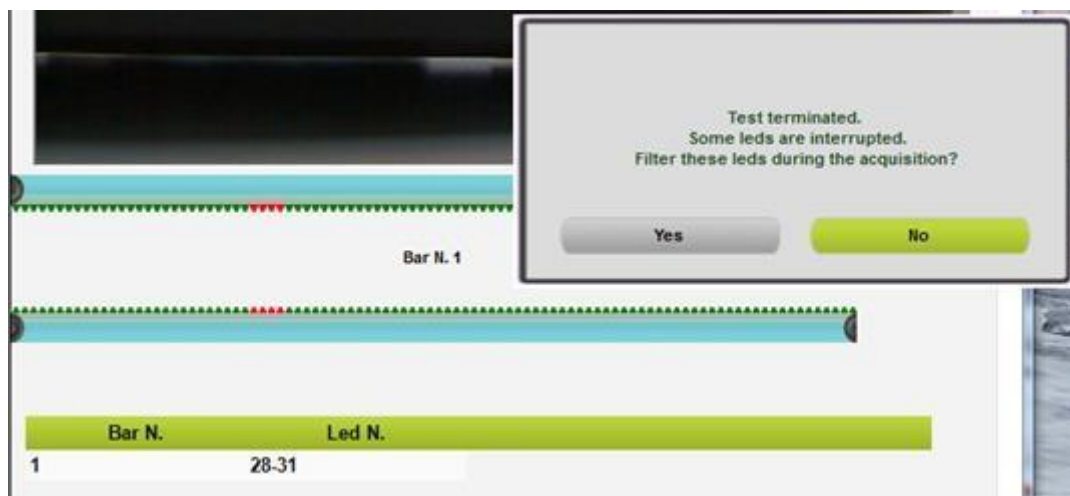 Test terminated.
Some leds are interrupted.
Filter these leds during the acquisition?
Yes No
Bar N. 1
Bar N. Led N.
1 28-31